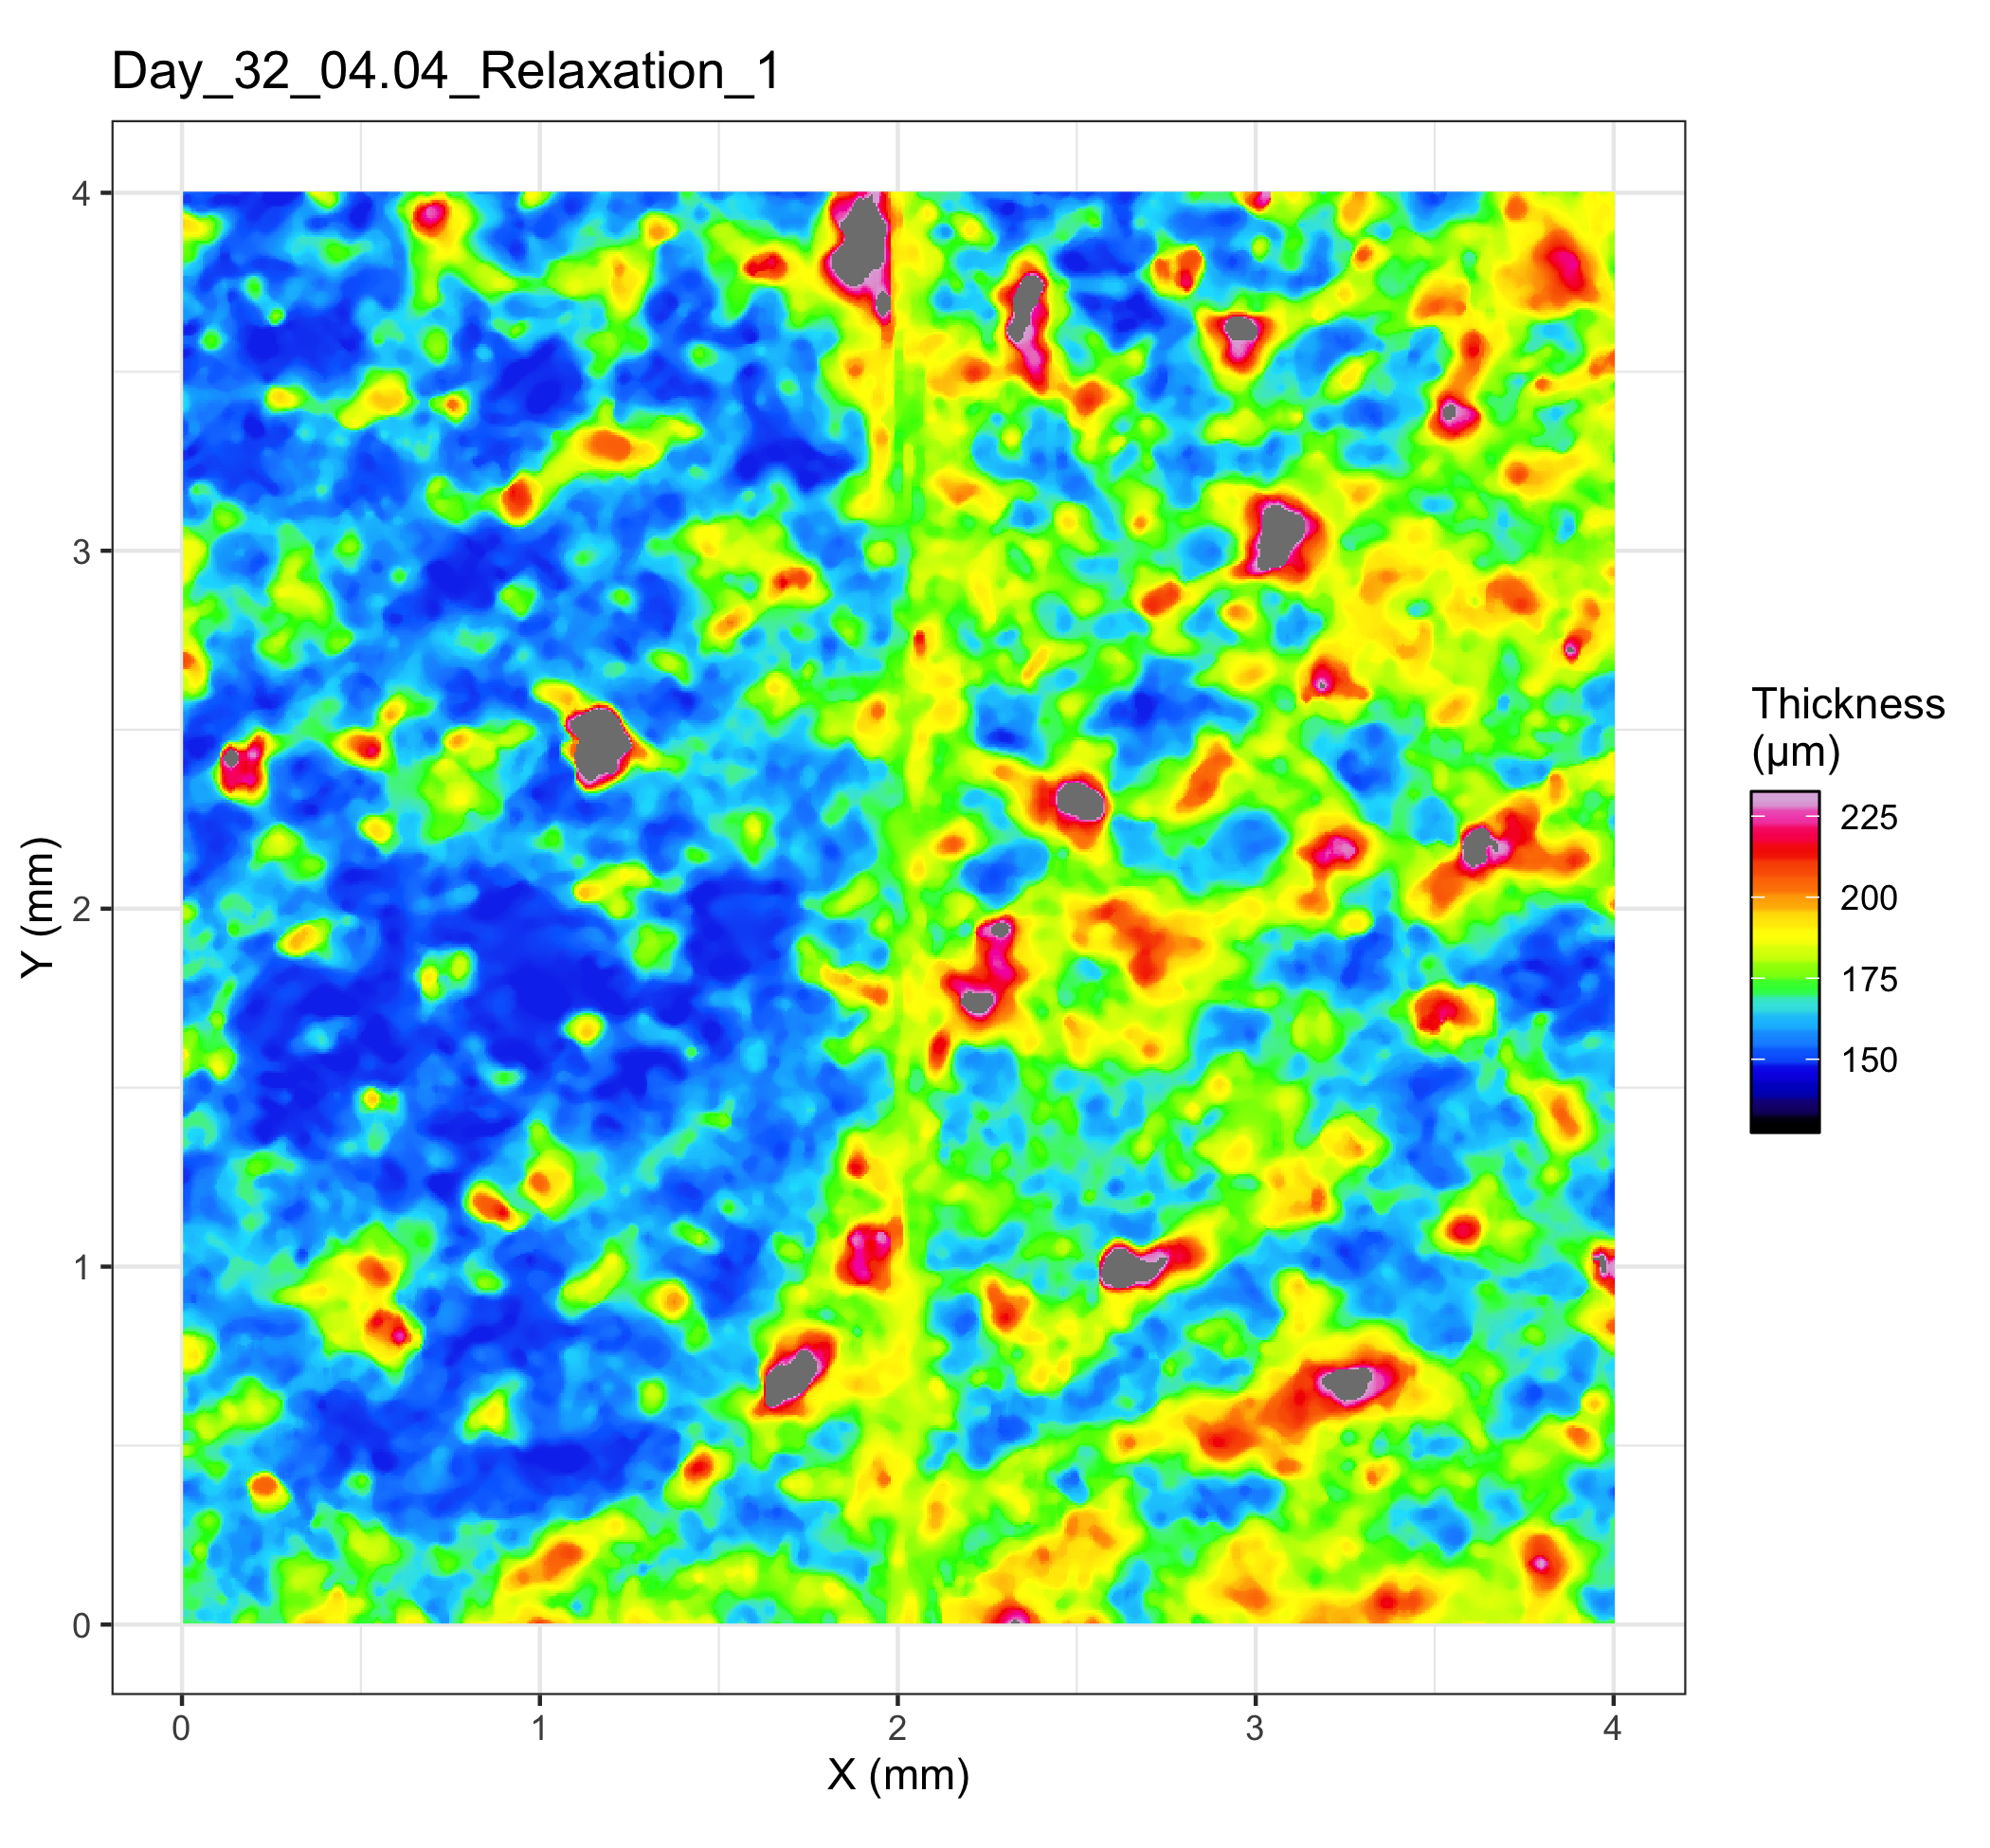 Day_32_04.04_Relaxation_1
4
3
2
1
0
Y (mm)
0 1 2 3 4
X (mm)
Thickness
(µm)
225
200
175
150